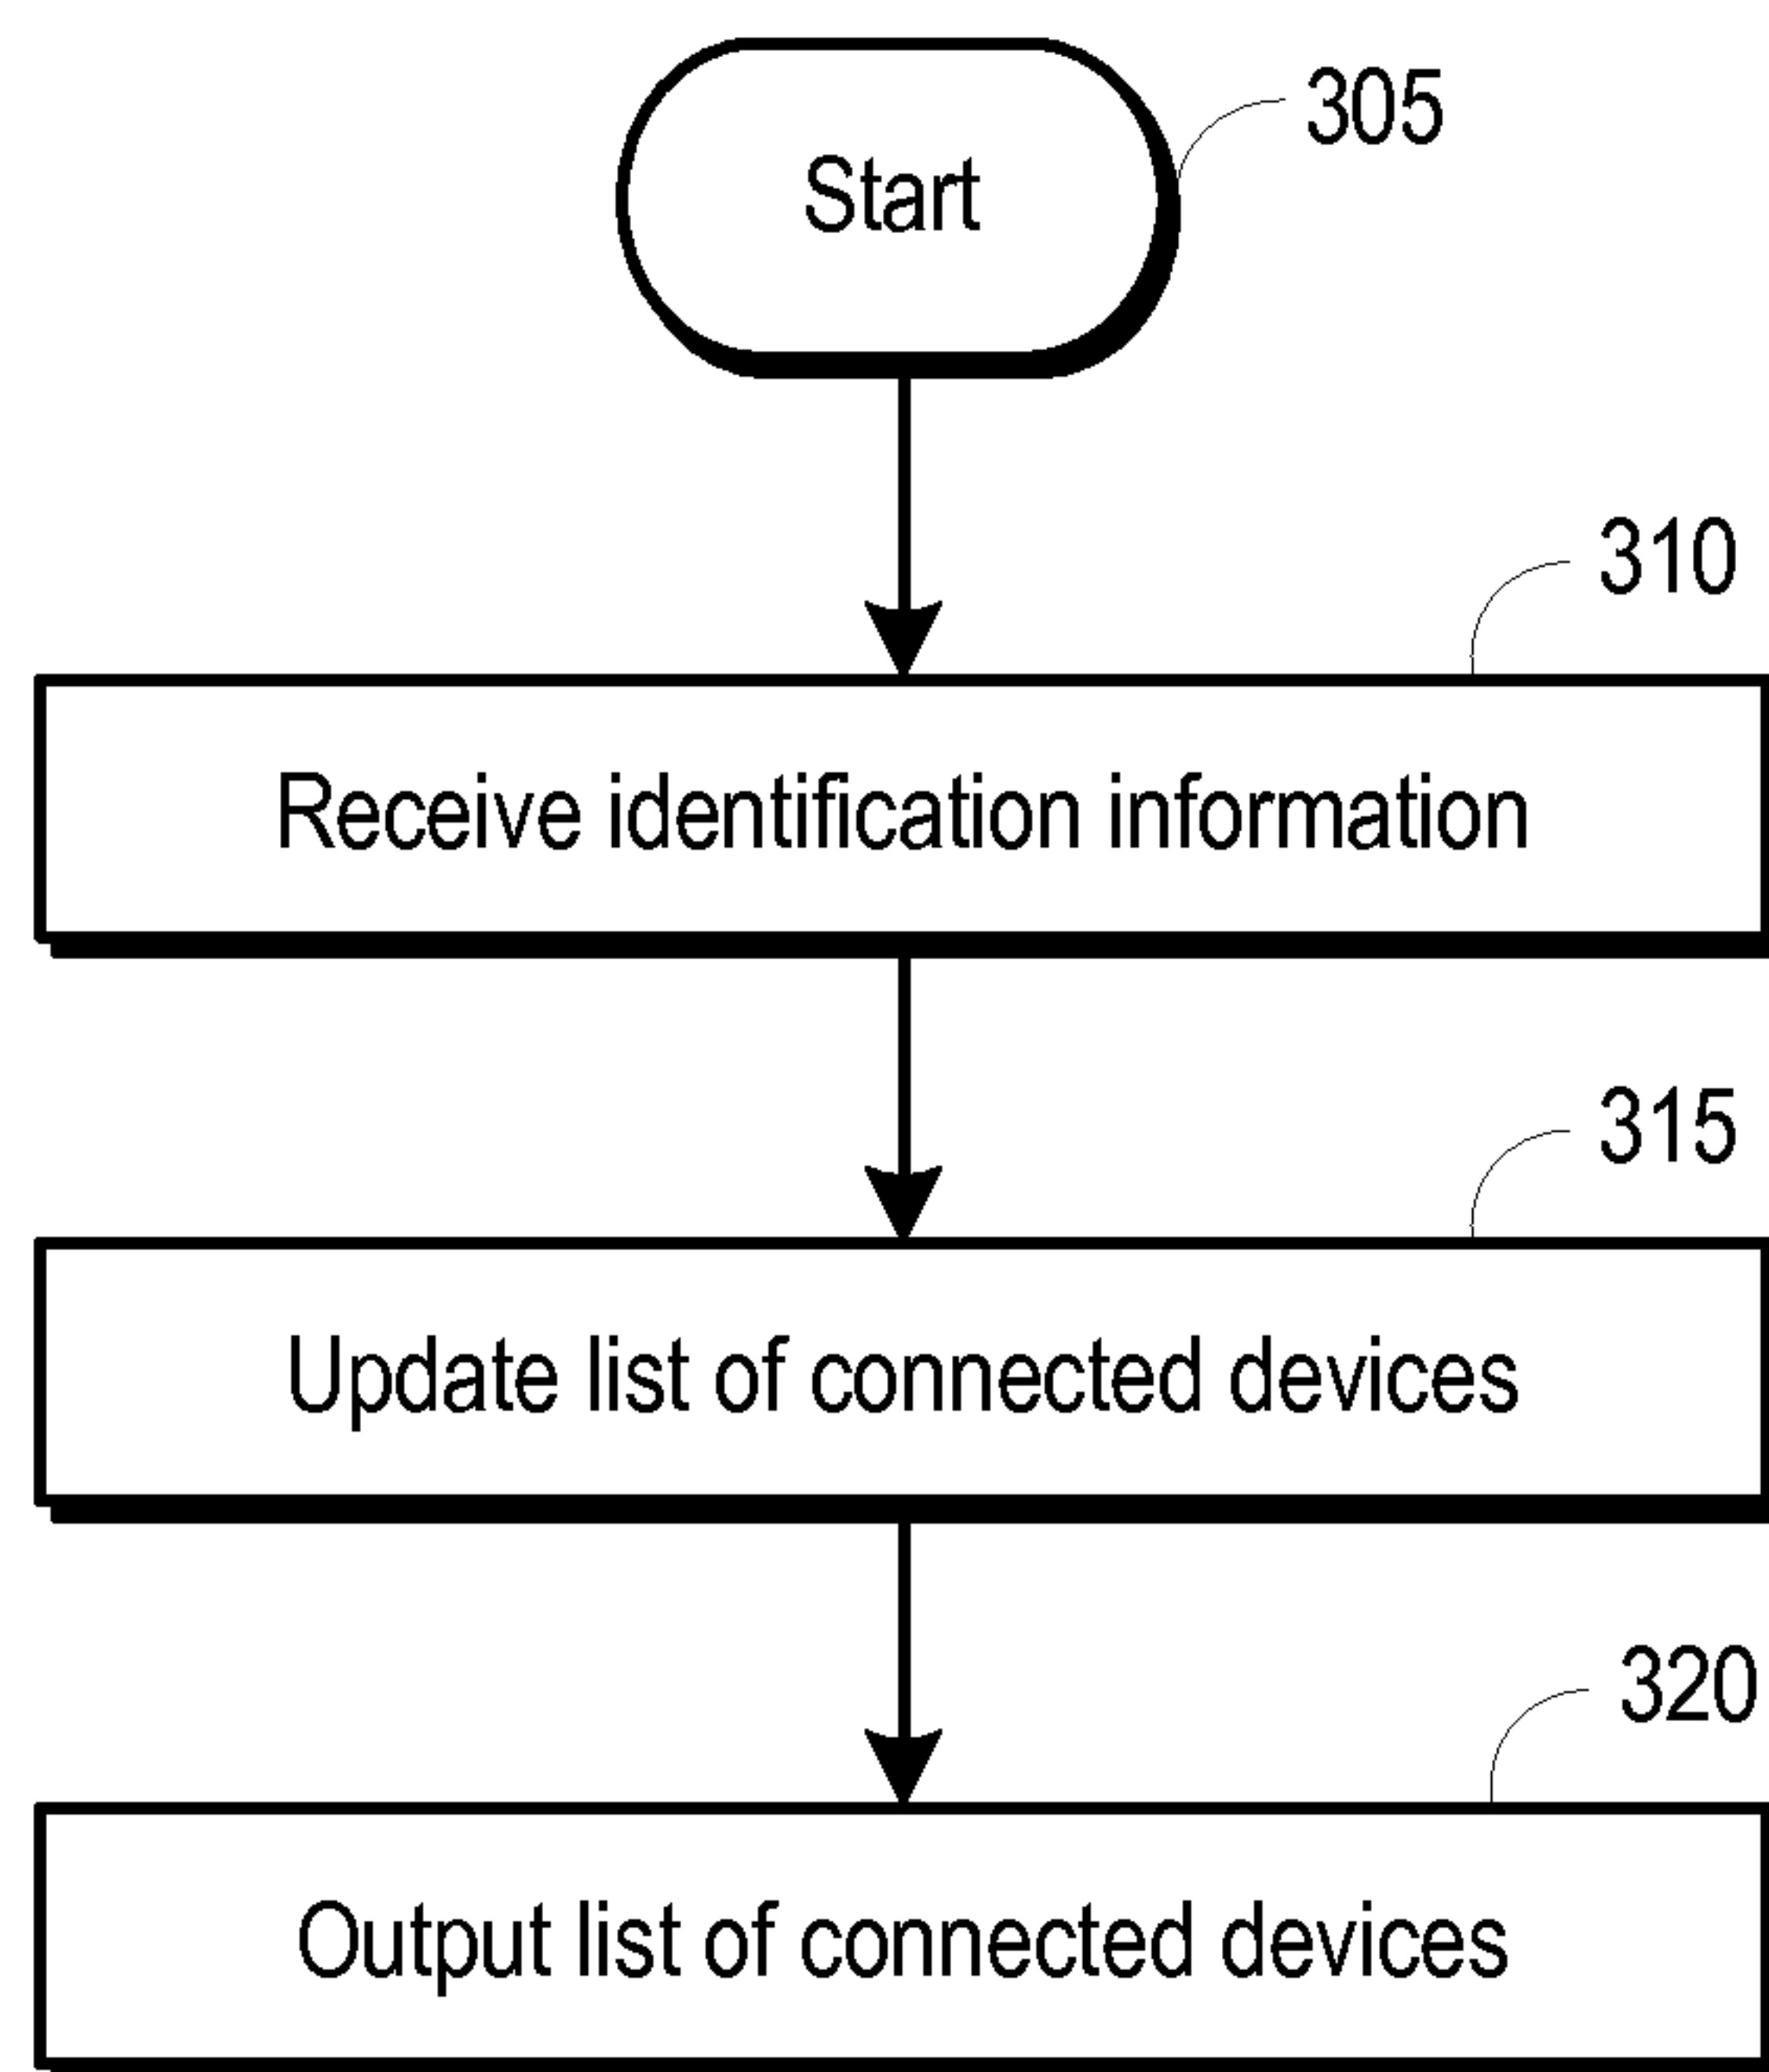 305
Start
310
Receive identification information
315
Update list of connected devices
320
Output list of connected devices